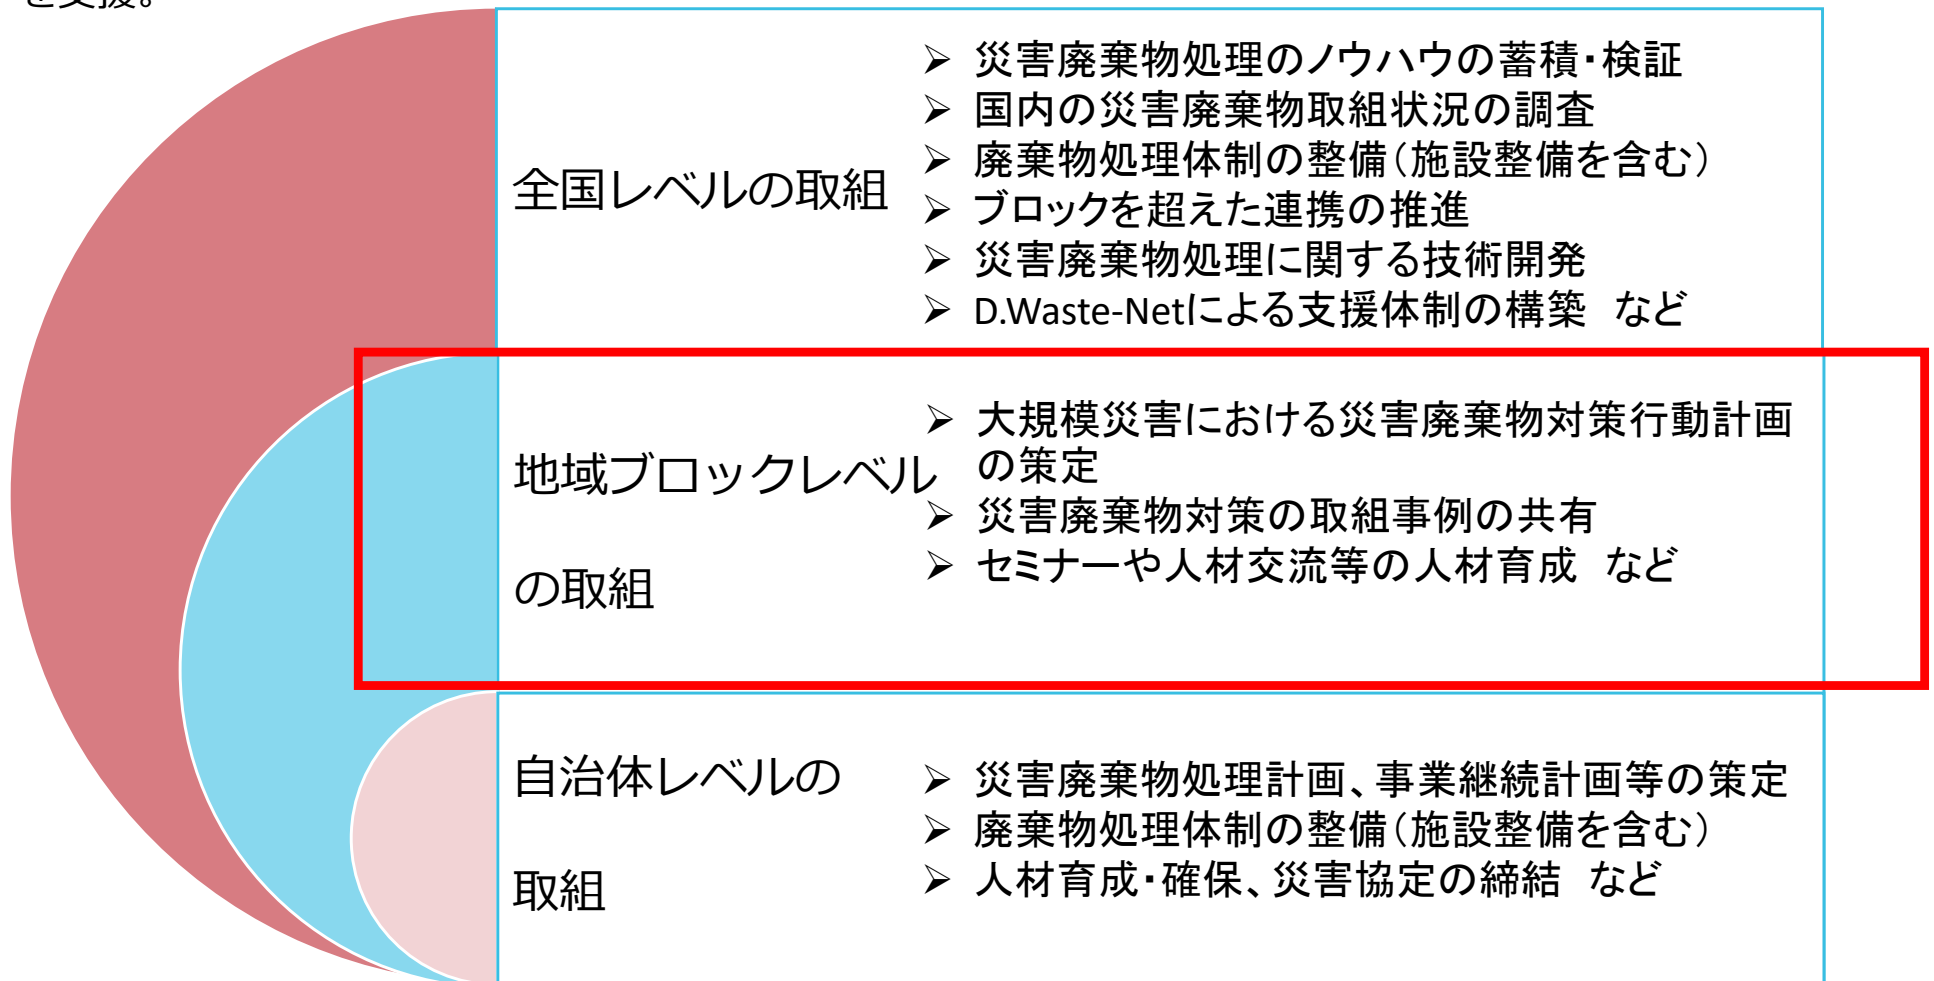 を支援。
全国レベルの取組
➢ 災害廃棄物処理のノウハウの蓄積・検証
➢ 国内の災害廃棄物取組状況の調査
➢ 廃棄物処理体制の整備（施設整備を含む）
➢ ブロックを超えた連携の推進
➢ 災害廃棄物処理に関する技術開発
➢ D.Waste-Netによる支援体制の構築　など
地域ブロックレベル
の取組
➢ 大規模災害における災害廃棄物対策行動計画
の策定
➢ 災害廃棄物対策の取組事例の共有
➢ セミナーや人材交流等の人材育成　など
自治体レベルの
取組
➢ 災害廃棄物処理計画、事業継続計画等の策定
➢ 廃棄物処理体制の整備（施設整備を含む）
➢ 人材育成・確保、災害協定の締結　など